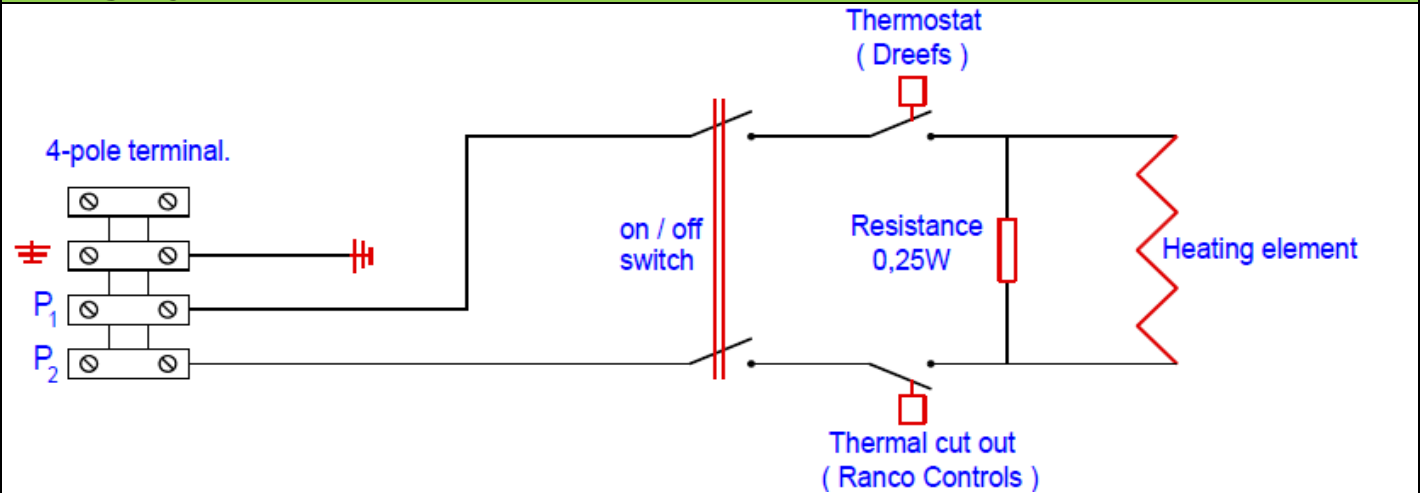 Thermostat
( Dreefs )
4-pole terminal.
on / off
switch
Resistance
0,25W
Heating element
P1
P2
Thermal cut out
( Ranco Controls )